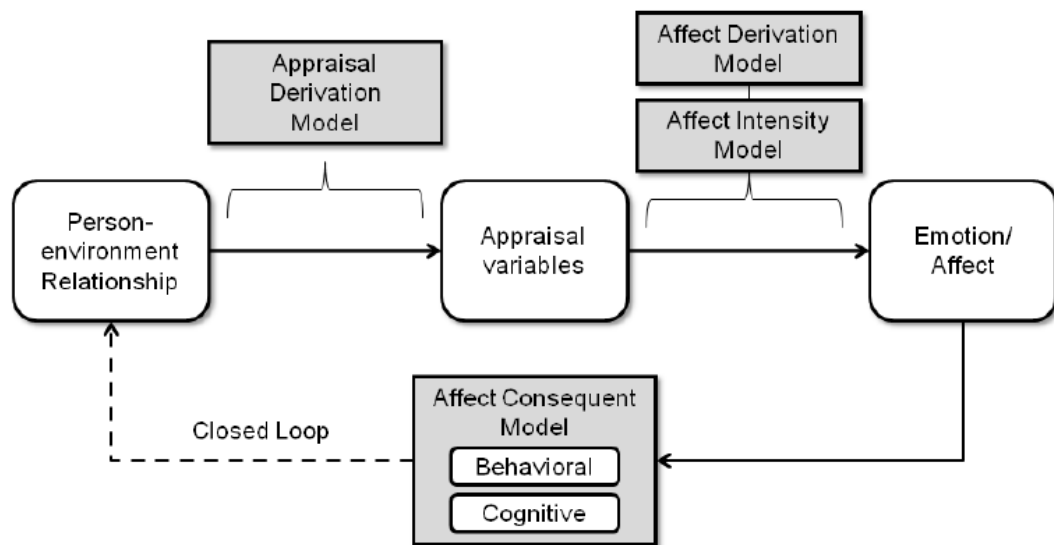 Appraisal
Derivation
Model
Affect Derivation
Model
Affect Intensity
Model
Person-
environment
Relationship
Appraisal
variables
Emotion/
Affect
Affect Consequent
Model
Behavioral
Cognitive
Closed Loop